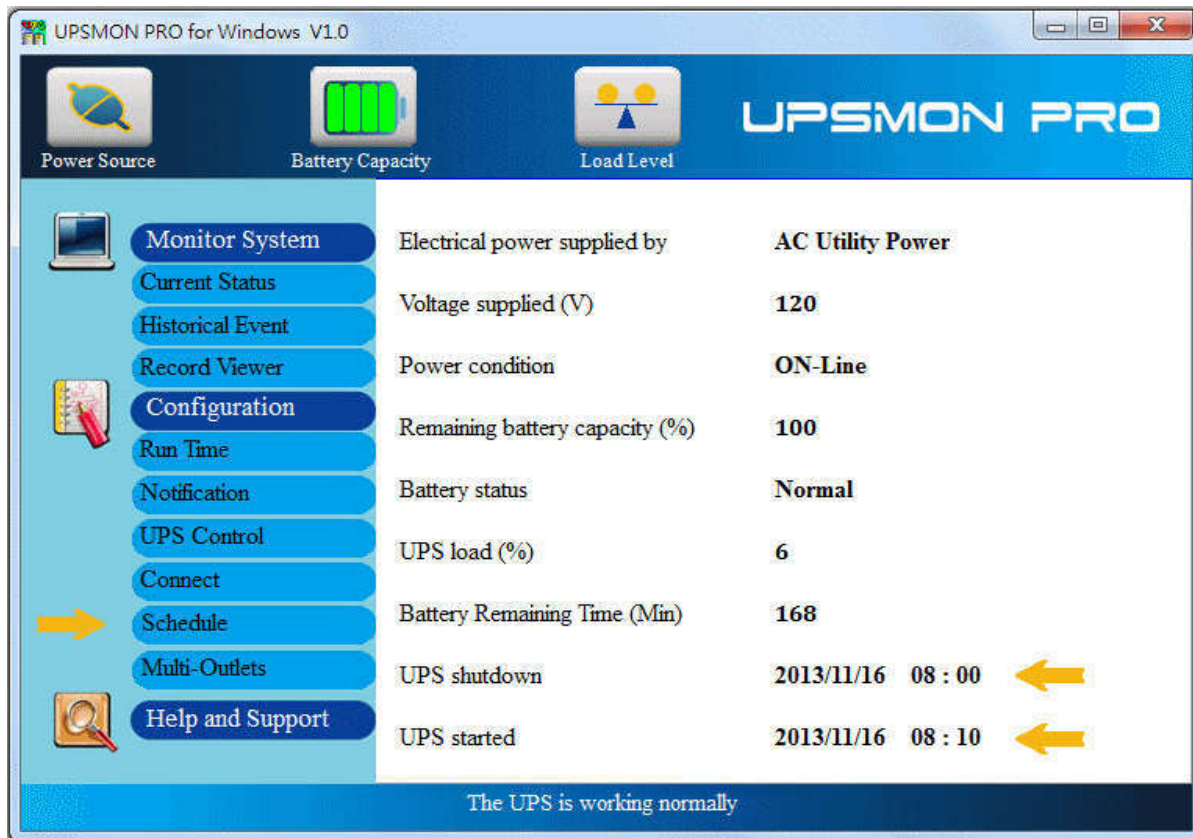 UPSMON PRO for Windows V1.0
UPSMON PRO
Power Source
Battery Capacity
Load Level
Monitor System
Current Status
Historical Event
Record Viewer
Configuration
Run Time
Notification
UPS Control
Connect
Schedule
Multi-Outlets
Help and Support
Electrical power supplied by AC Utility Power
Voltage supplied (V) 120
Power condition ON-Line
Remaining battery capacity (%) 100
Battery status Normal
UPS load (%) 6
Battery Remaining Time (Min) 168
UPS shutdown 2013/11/16 08 : 00
UPS started 2013/11/16 08 : 10
The UPS is working normally